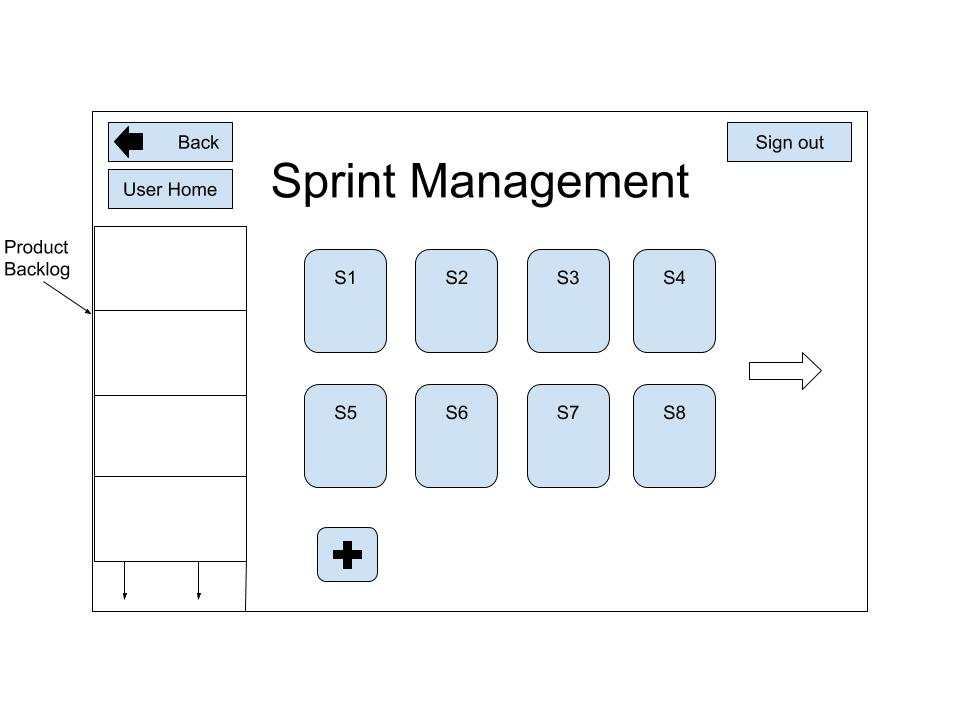 Back
Sign out
User Home
Sprint Management
Product
Backlog
S1
S2
S3
S4
S5
S6
S7
S8